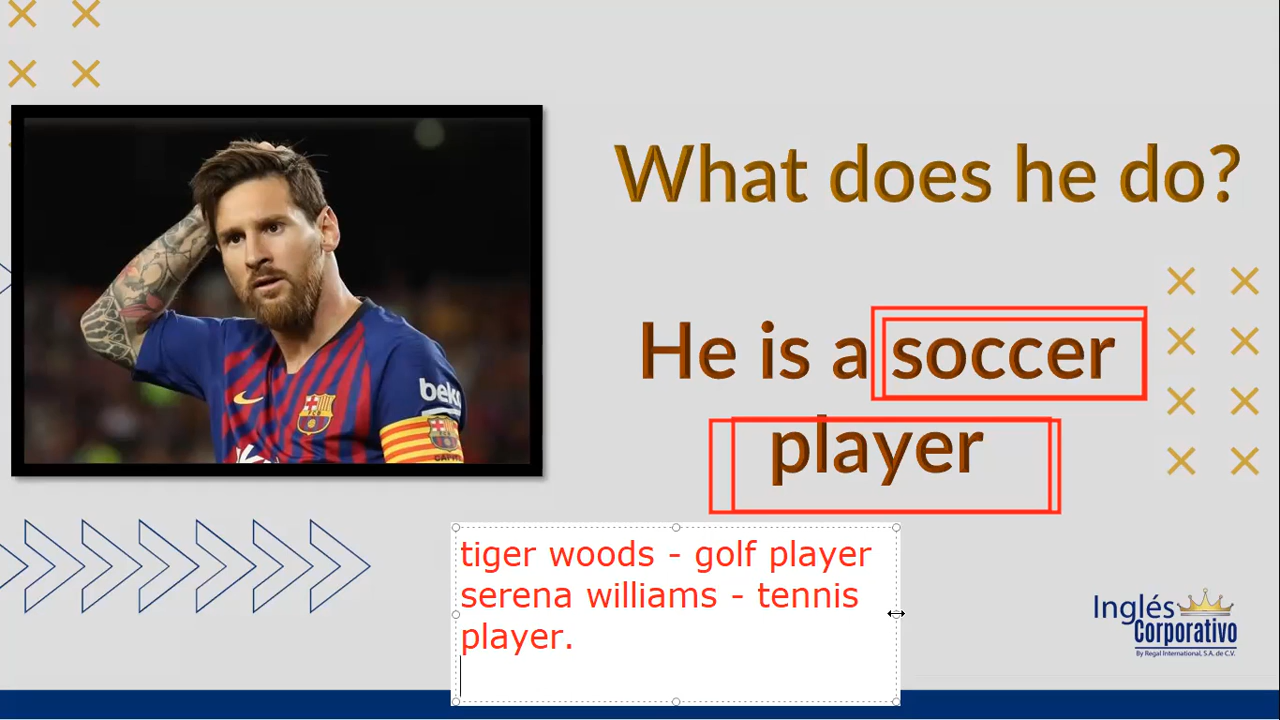 What does he do?
He is a soccer
player
beko
tiger woods - golf player
serena williams - tennis
player.
Inglés
Corporativo
By Regal International, S.A. de C.V.